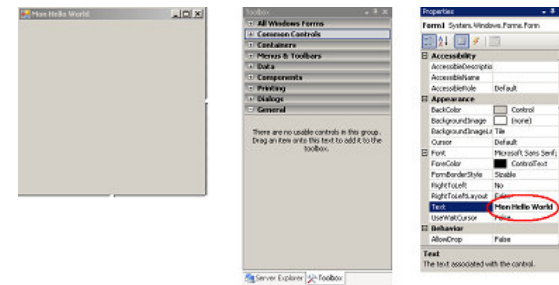 Mon Hello World
Toolbox
All Windows Forms
Common Controls
Containers
Menus & Toolbars
Data
Components
Printing
Dialogs
General
There are no usable controls in this group.
Drag an item onto this text to add it to the
toolbox.
Server Explorer Toolbox
Properties
Form1 System.Windows.Forms.Form
Accessibility
AccessibleDescriptio
AccessibleName
AccessibleRole Default
Appearance
BackColor Control
BackgroundImage (none)
BackgroundImageL Tile
Cursor Default
Font Microsoft Sans Serif;
ForeColor ControlText
FormBorderStyle Sizable
RightToLeft No
RightToLeftLayout False
Text Mon Hello World
UseWaitCursor False
Behavior
AllowDrop False
Text
The text associated with the control.